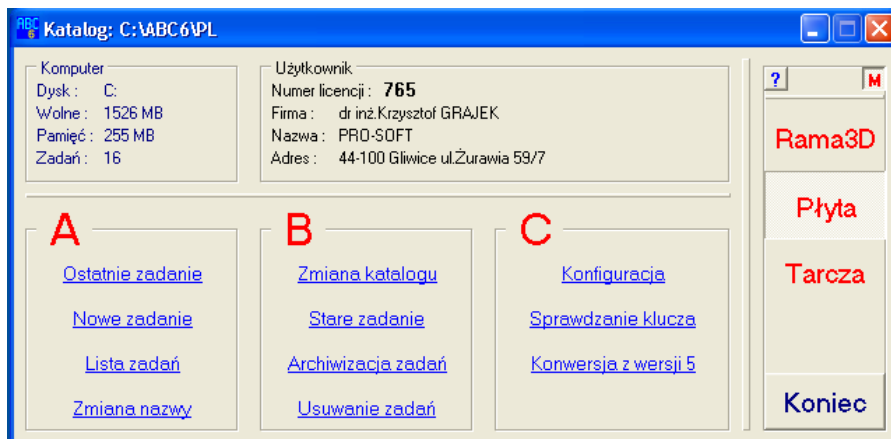 ABC 6 Katalog: C:\ABC6\PL
Komputer
Dysk : C:
Wolne : 1526 MB
Pamięć : 255 MB
Zadań : 16
Użytkownik
Numer licencji : 765
Firma : dr inż.Krzysztof GRAJEK
Nazwa : PRO-SOFT
Adres : 44-100 Gliwice ul.Żurawia 59/7
? M
Rama3D
Płyta
Tarcza
Koniec
A
Ostatnie zadanie
Nowe zadanie
Lista zadań
Zmiana nazwy
B
Zmiana katalogu
Stare zadanie
Archiwizacja zadań
Usuwanie zadań
C
Konfiguracja
Sprawdzanie klucza
Konwersja z wersji 5